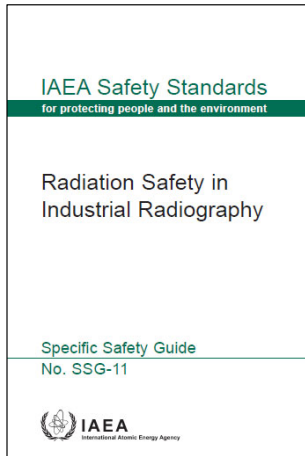 IAEA Safety Standards
for protecting people and the environment
Radiation Safety in
Industrial Radiography
Specific Safety Guide
No. SSG-11
IAEA
International Atomic Energy Agency